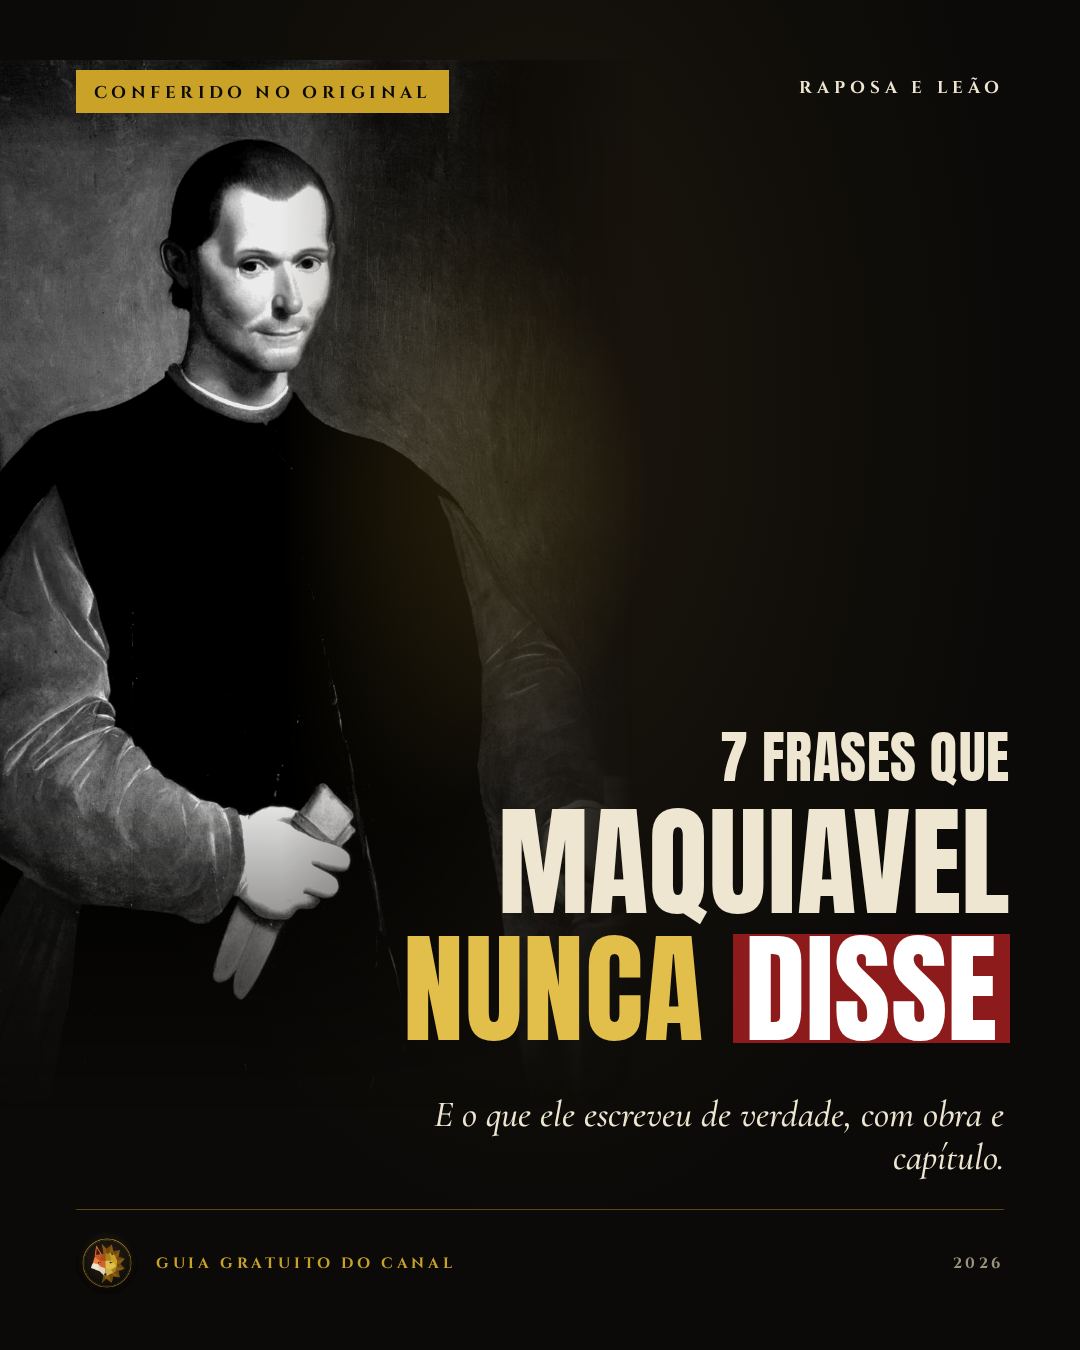 CONFERIDO NO ORIGINAL
RAPOSA E LEÃO
7 FRASES QUE
MAQUIAVEL
NUNCA DISSE
E o que ele escreveu de verdade, com obra e
capítulo.
GUIA GRATUITO DO CANAL
2026